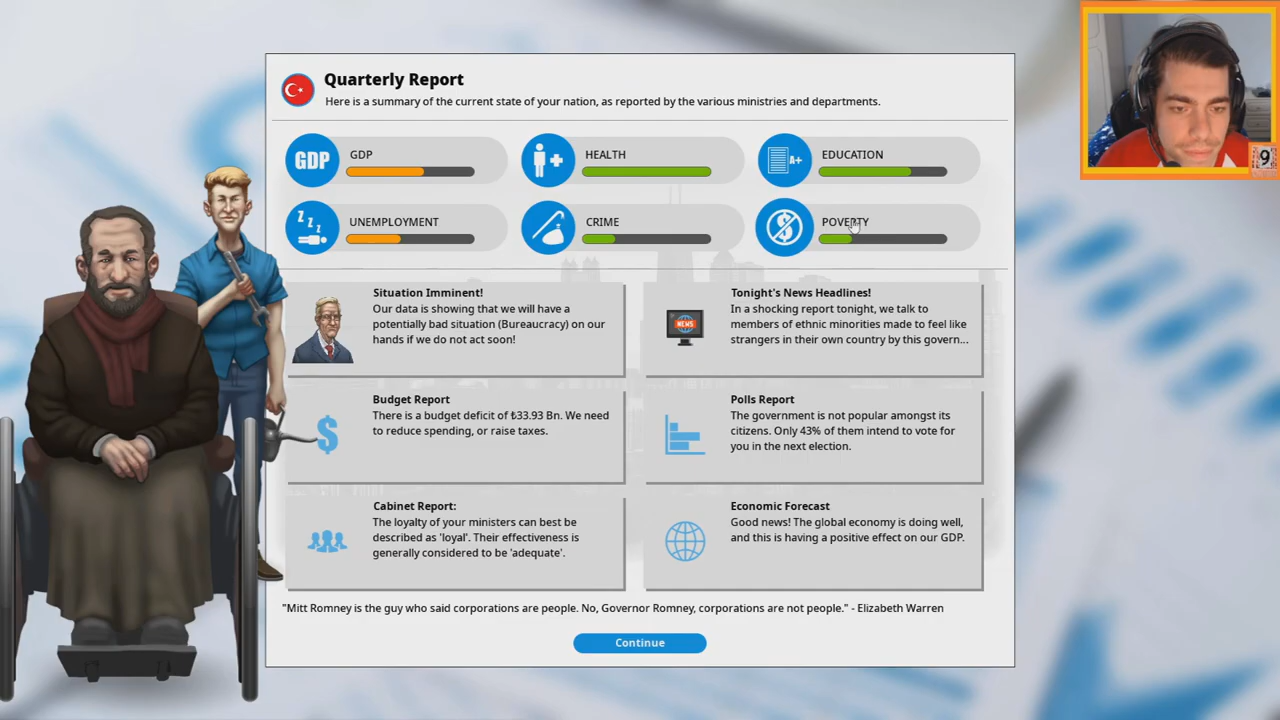 Quarterly Report
Here is a summary of the current state of your nation, as reported by the various ministries and departments.
GDP
GDP
HEALTH
A+
EDUCATION
Z Z Z
UNEMPLOYMENT
CRIME
$
POVERTY
Situation Imminent!
Our data is showing that we will have a
potentially bad situation (Bureaucracy) on our
hands if we do not act soon!
NEWS
Tonight's News Headlines!
In a shocking report tonight, we talk to
members of ethnic minorities made to feel like
strangers in their own country by this govern...
$
Budget Report
There is a budget deficit of ₺33.93 Bn. We need
to reduce spending, or raise taxes.
Polls Report
The government is not popular amongst its
citizens. Only 43% of them intend to vote for
you in the next election.
Cabinet Report:
The loyalty of your ministers can best be
described as 'loyal'. Their effectiveness is
generally considered to be 'adequate'.
Economic Forecast
Good news! The global economy is doing well,
and this is having a positive effect on our GDP.
"Mitt Romney is the guy who said corporations are people. No, Governor Romney, corporations are not people." - Elizabeth Warren
Continue
9